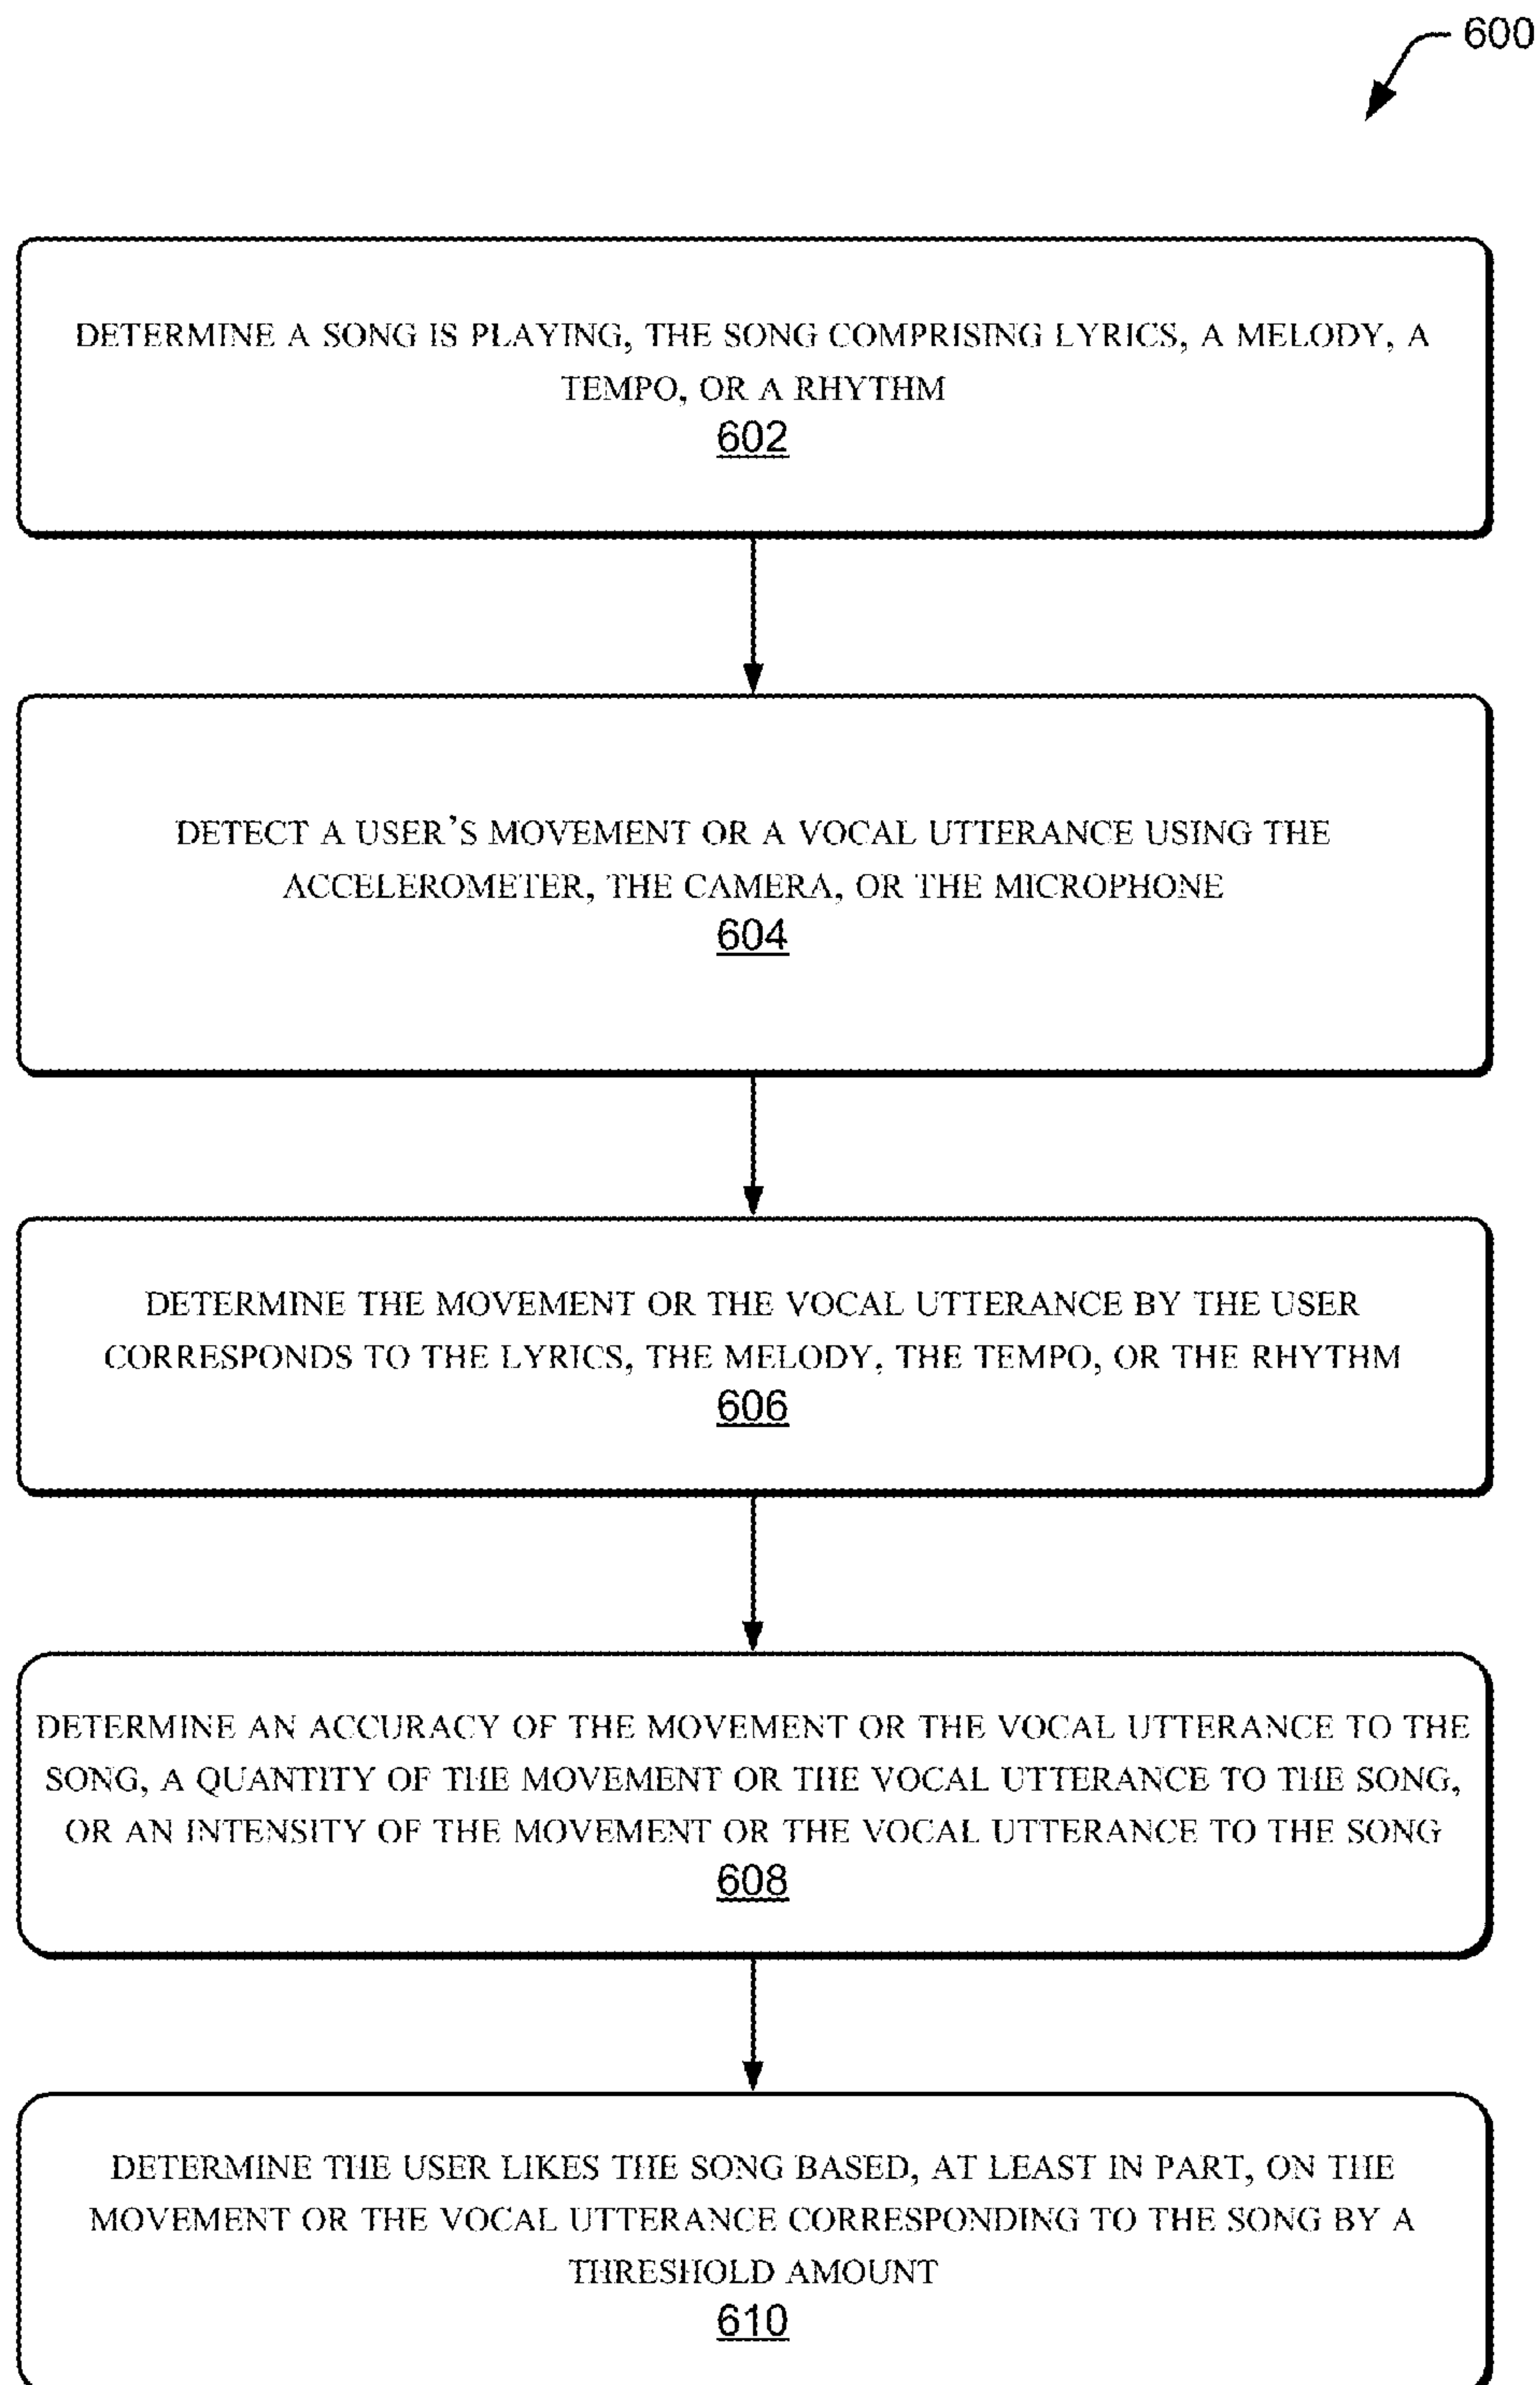 600
DETERMINE A SONG IS PLAYING, THE SONG COMPRISING LYRICS, A MELODY, A
TEMPO, OR A RHYTHM
602
DETECT A USER'S MOVEMENT OR A VOCAL UTTERANCE USING THE
ACCELEROMETER, THE CAMERA, OR THE MICROPHONE
604
DETERMINE THE MOVEMENT OR THE VOCAL UTTERANCE BY THE USER
CORRESPONDS TO THE LYRICS, THE MELODY, THE TEMPO, OR THE RHYTHM
606
DETERMINE AN ACCURACY OF THE MOVEMENT OR THE VOCAL UTTERANCE TO THE
SONG, A QUANTITY OF THE MOVEMENT OR THE VOCAL UTTERANCE TO THE SONG,
OR AN INTENSITY OF THE MOVEMENT OR THE VOCAL UTTERANCE TO THE SONG
608
DETERMINE THE USER LIKES THE SONG BASED, AT LEAST IN PART, ON THE
MOVEMENT OR THE VOCAL UTTERANCE CORRESPONDING TO THE SONG BY A
THRESHOLD AMOUNT
610